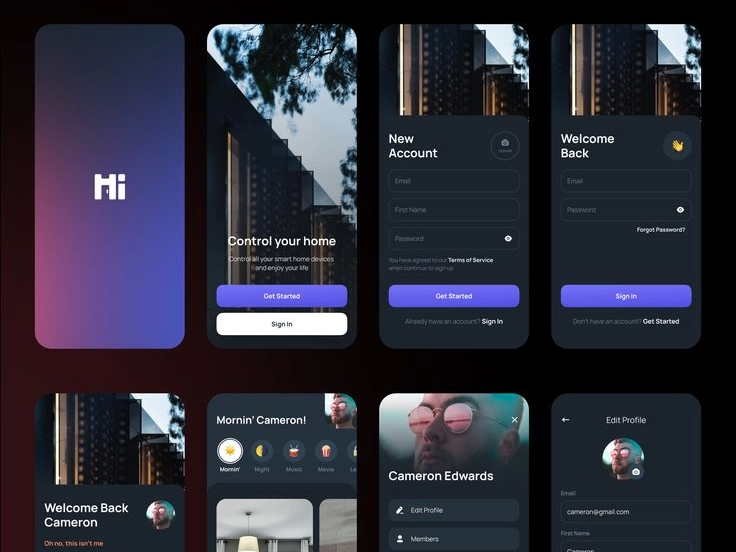 Hi
Control your home
Control all your smart home devices
and enjoy your life
Get Started
Sign In
New
Account
Upload
Email
First Name
Password
You have agreed to our Terms of Service
when continue to sign up.
Get Started
Already have an account? Sign In
Welcome
Back
Email
Password
Forgot Password?
Sign In
Don't have an account? Get Started
Welcome Back
Cameron
Oh no, this isn't me
Mornin' Cameron!
Mornin'
Night
Music
Movie
Cameron Edwards
Edit Profile
Members
Edit Profile
Email
cameron@gmail.com
First Name
Cameron